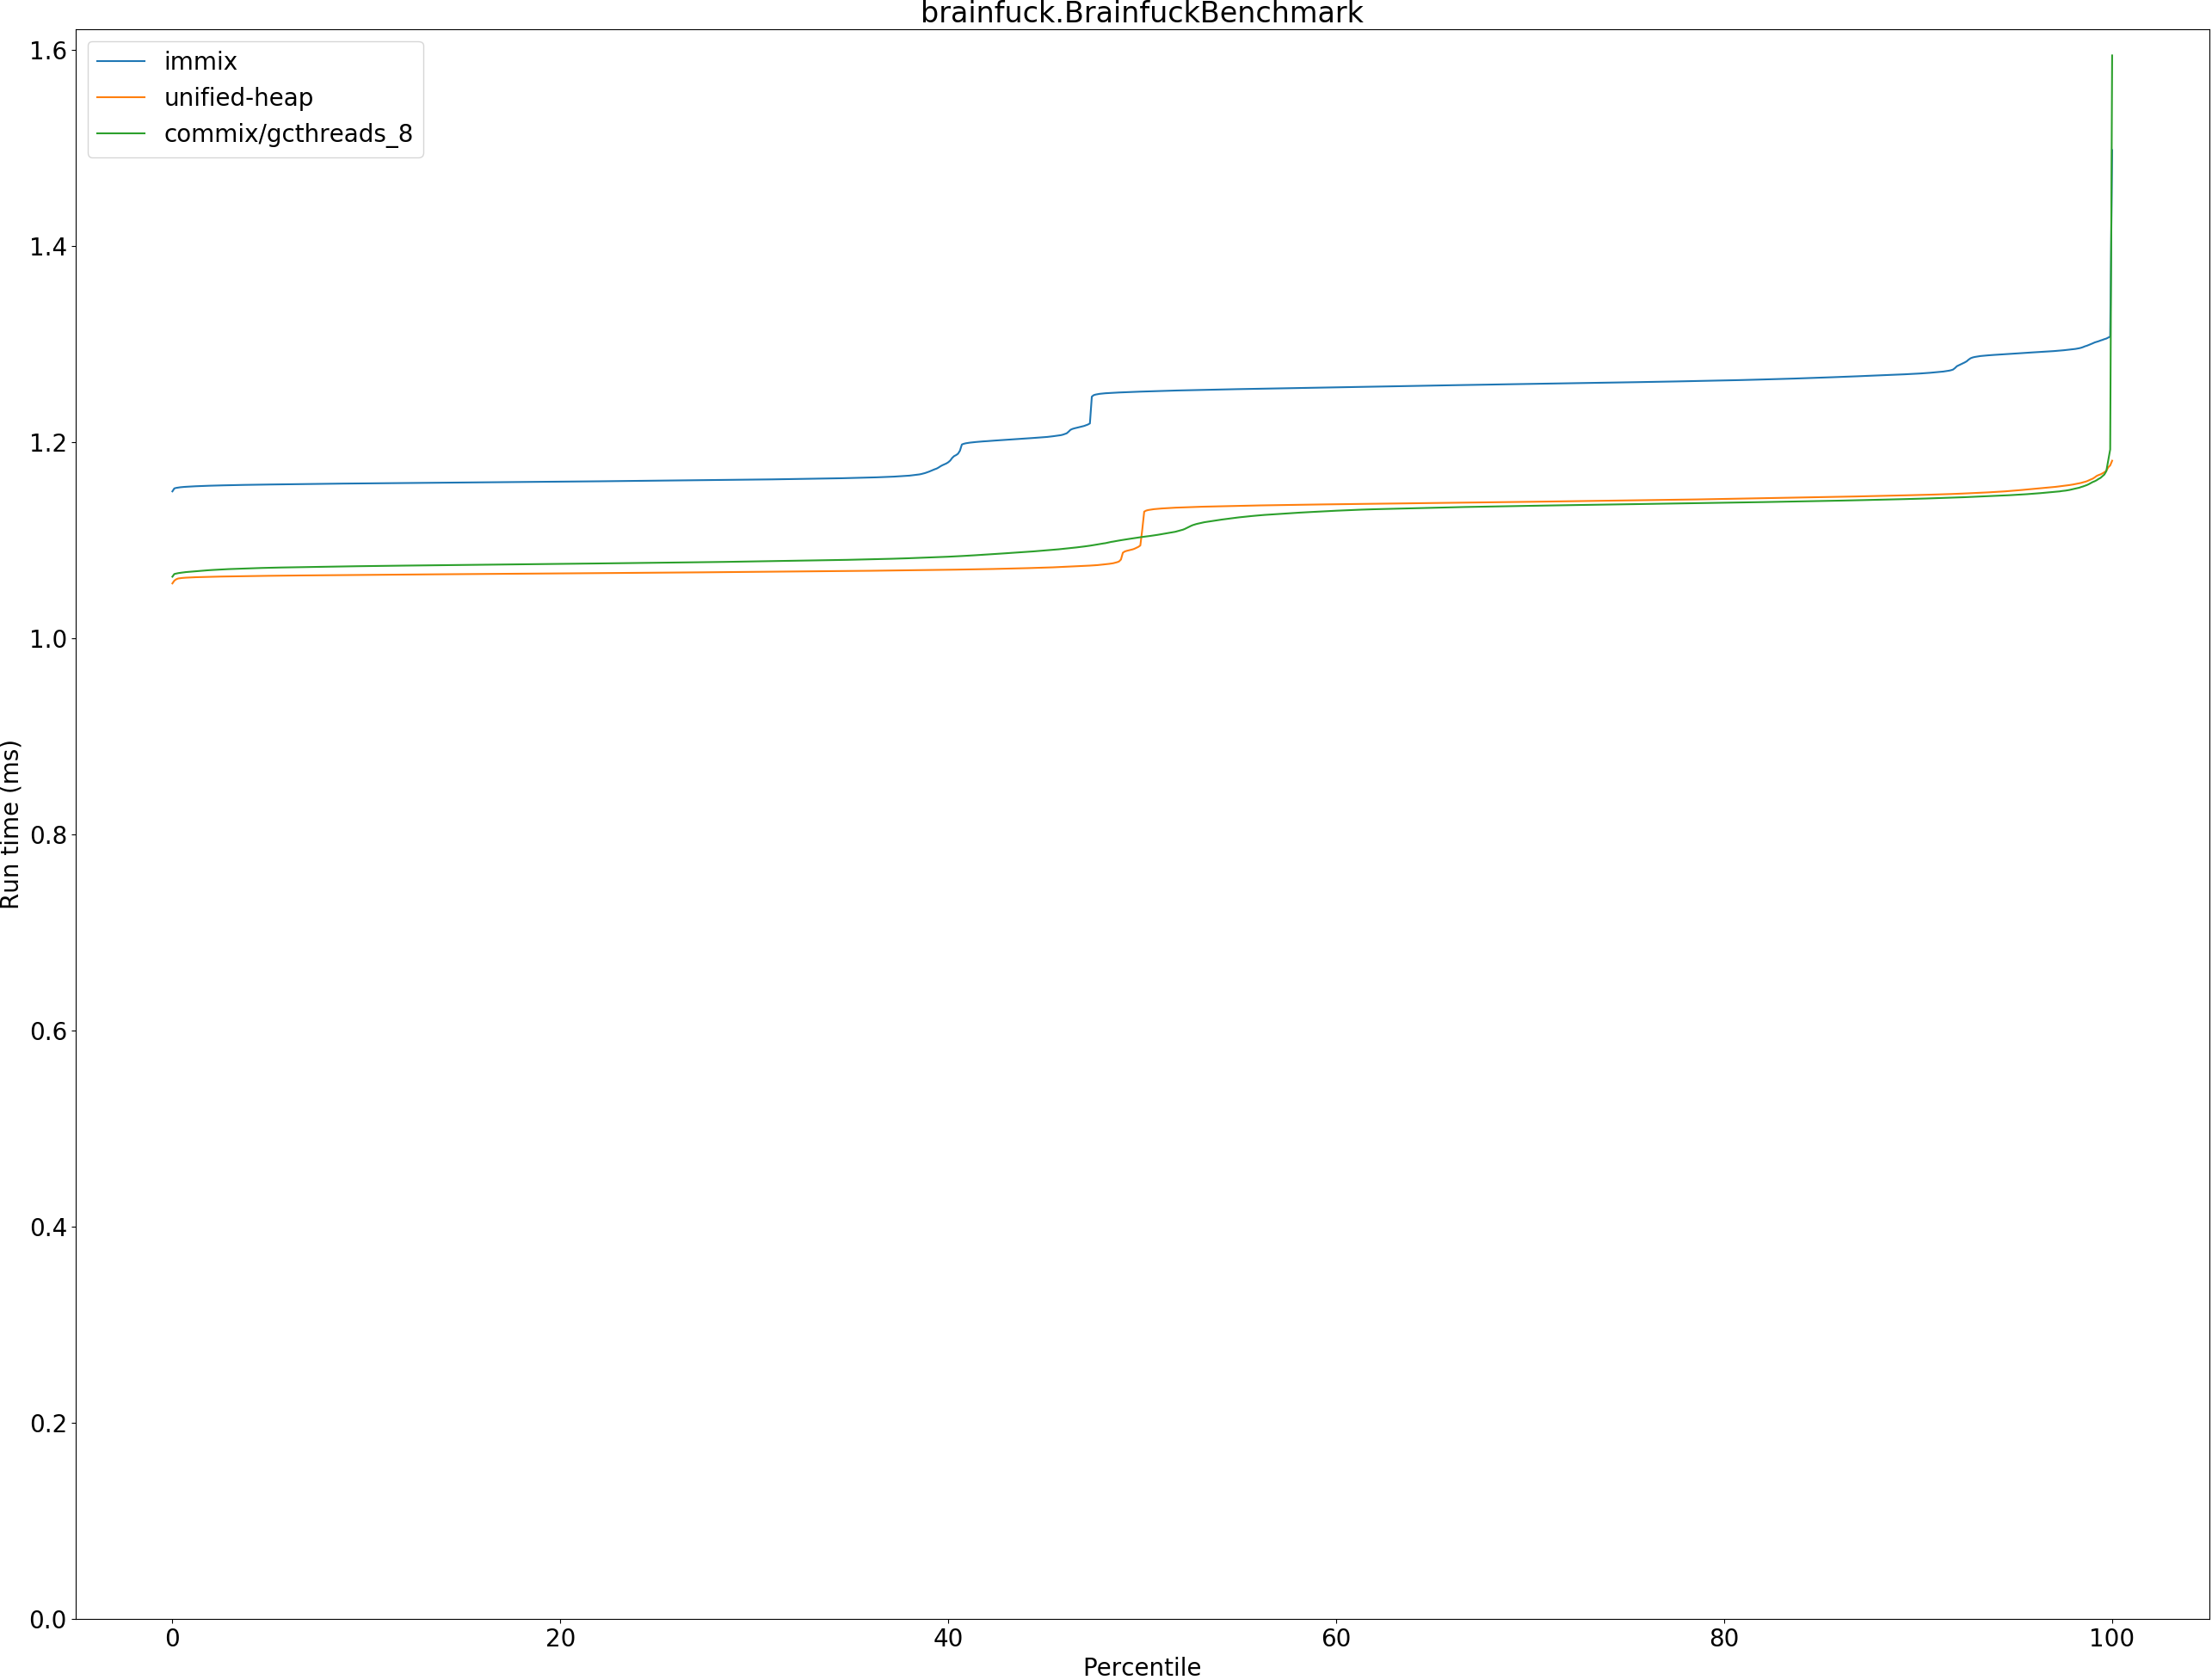 brainfuck.BrainfuckBenchmark
immix
unified-heap
commix/gcthreads_8
Run time (ms)
1.6
1.4
1.2
1.0
0.8
0.6
0.4
0.2
0.0
0 20 40 60 80 100
Percentile